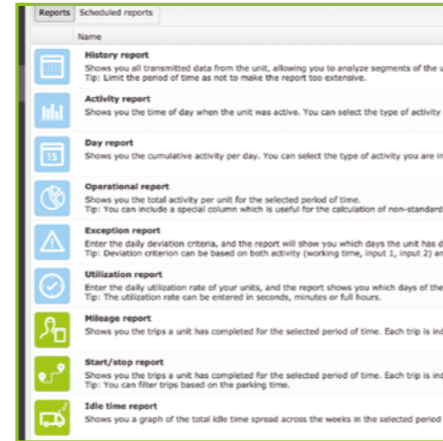 Reports Scheduled reports
Name
History report
Shows you all transmitted data from the unit, allowing you to analyze segments of the u
Tip: Limit the period of time as not to make the report too extensive.
Activity report
Shows you the time of day when the unit was active. You can select the type of activity
15
Day report
Shows you the cumulative activity per day. You can select the type of activity you are in
Operational report
Shows you the total activity per unit for the selected period of time.
Tip: You can include a special column which is useful for the calculation of non-standard
Exception report
Enter the daily deviation criteria, and the report will show you which days the unit has d
Tip: Deviation criterion can be based on both activity (working time, input 1, input 2) an
Utilization report
Enter the daily utilization rate of your units, and the report shows you which days of the
Tip: The utilization rate can be entered in seconds, minutes or full hours.
Mileage report
Shows you the trips a unit has completed for the selected period of time. Each trip is ind
Start/stop report
Shows you the trips a unit has completed for the selected period of time. Each trip is ind
Tip: You can filter trips based on the parking time.
Idle time report
Shows you a graph of the total idle time spread across the weeks in the selected period